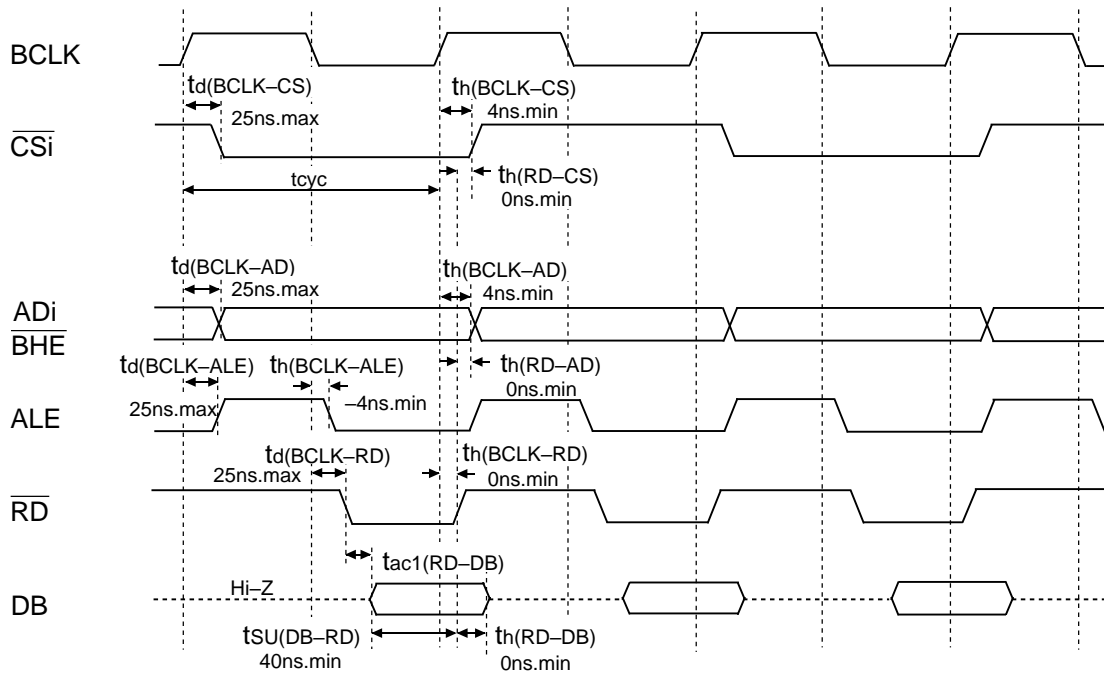 BCLK
td(BCLK–CS)
25ns.max
th(BCLK–CS)
4ns.min
CSi
tcyc
th(RD–CS)
0ns.min
td(BCLK–AD)
25ns.max
th(BCLK–AD)
4ns.min
ADi
BHE
td(BCLK–ALE)
th(BCLK–ALE)
th(RD–AD)
0ns.min
25ns.max
–4ns.min
ALE
td(BCLK–RD)
25ns.max
th(BCLK–RD)
0ns.min
RD
tac1(RD–DB)
Hi–Z
DB
tSU(DB–RD)
40ns.min
th(RD–DB)
0ns.min